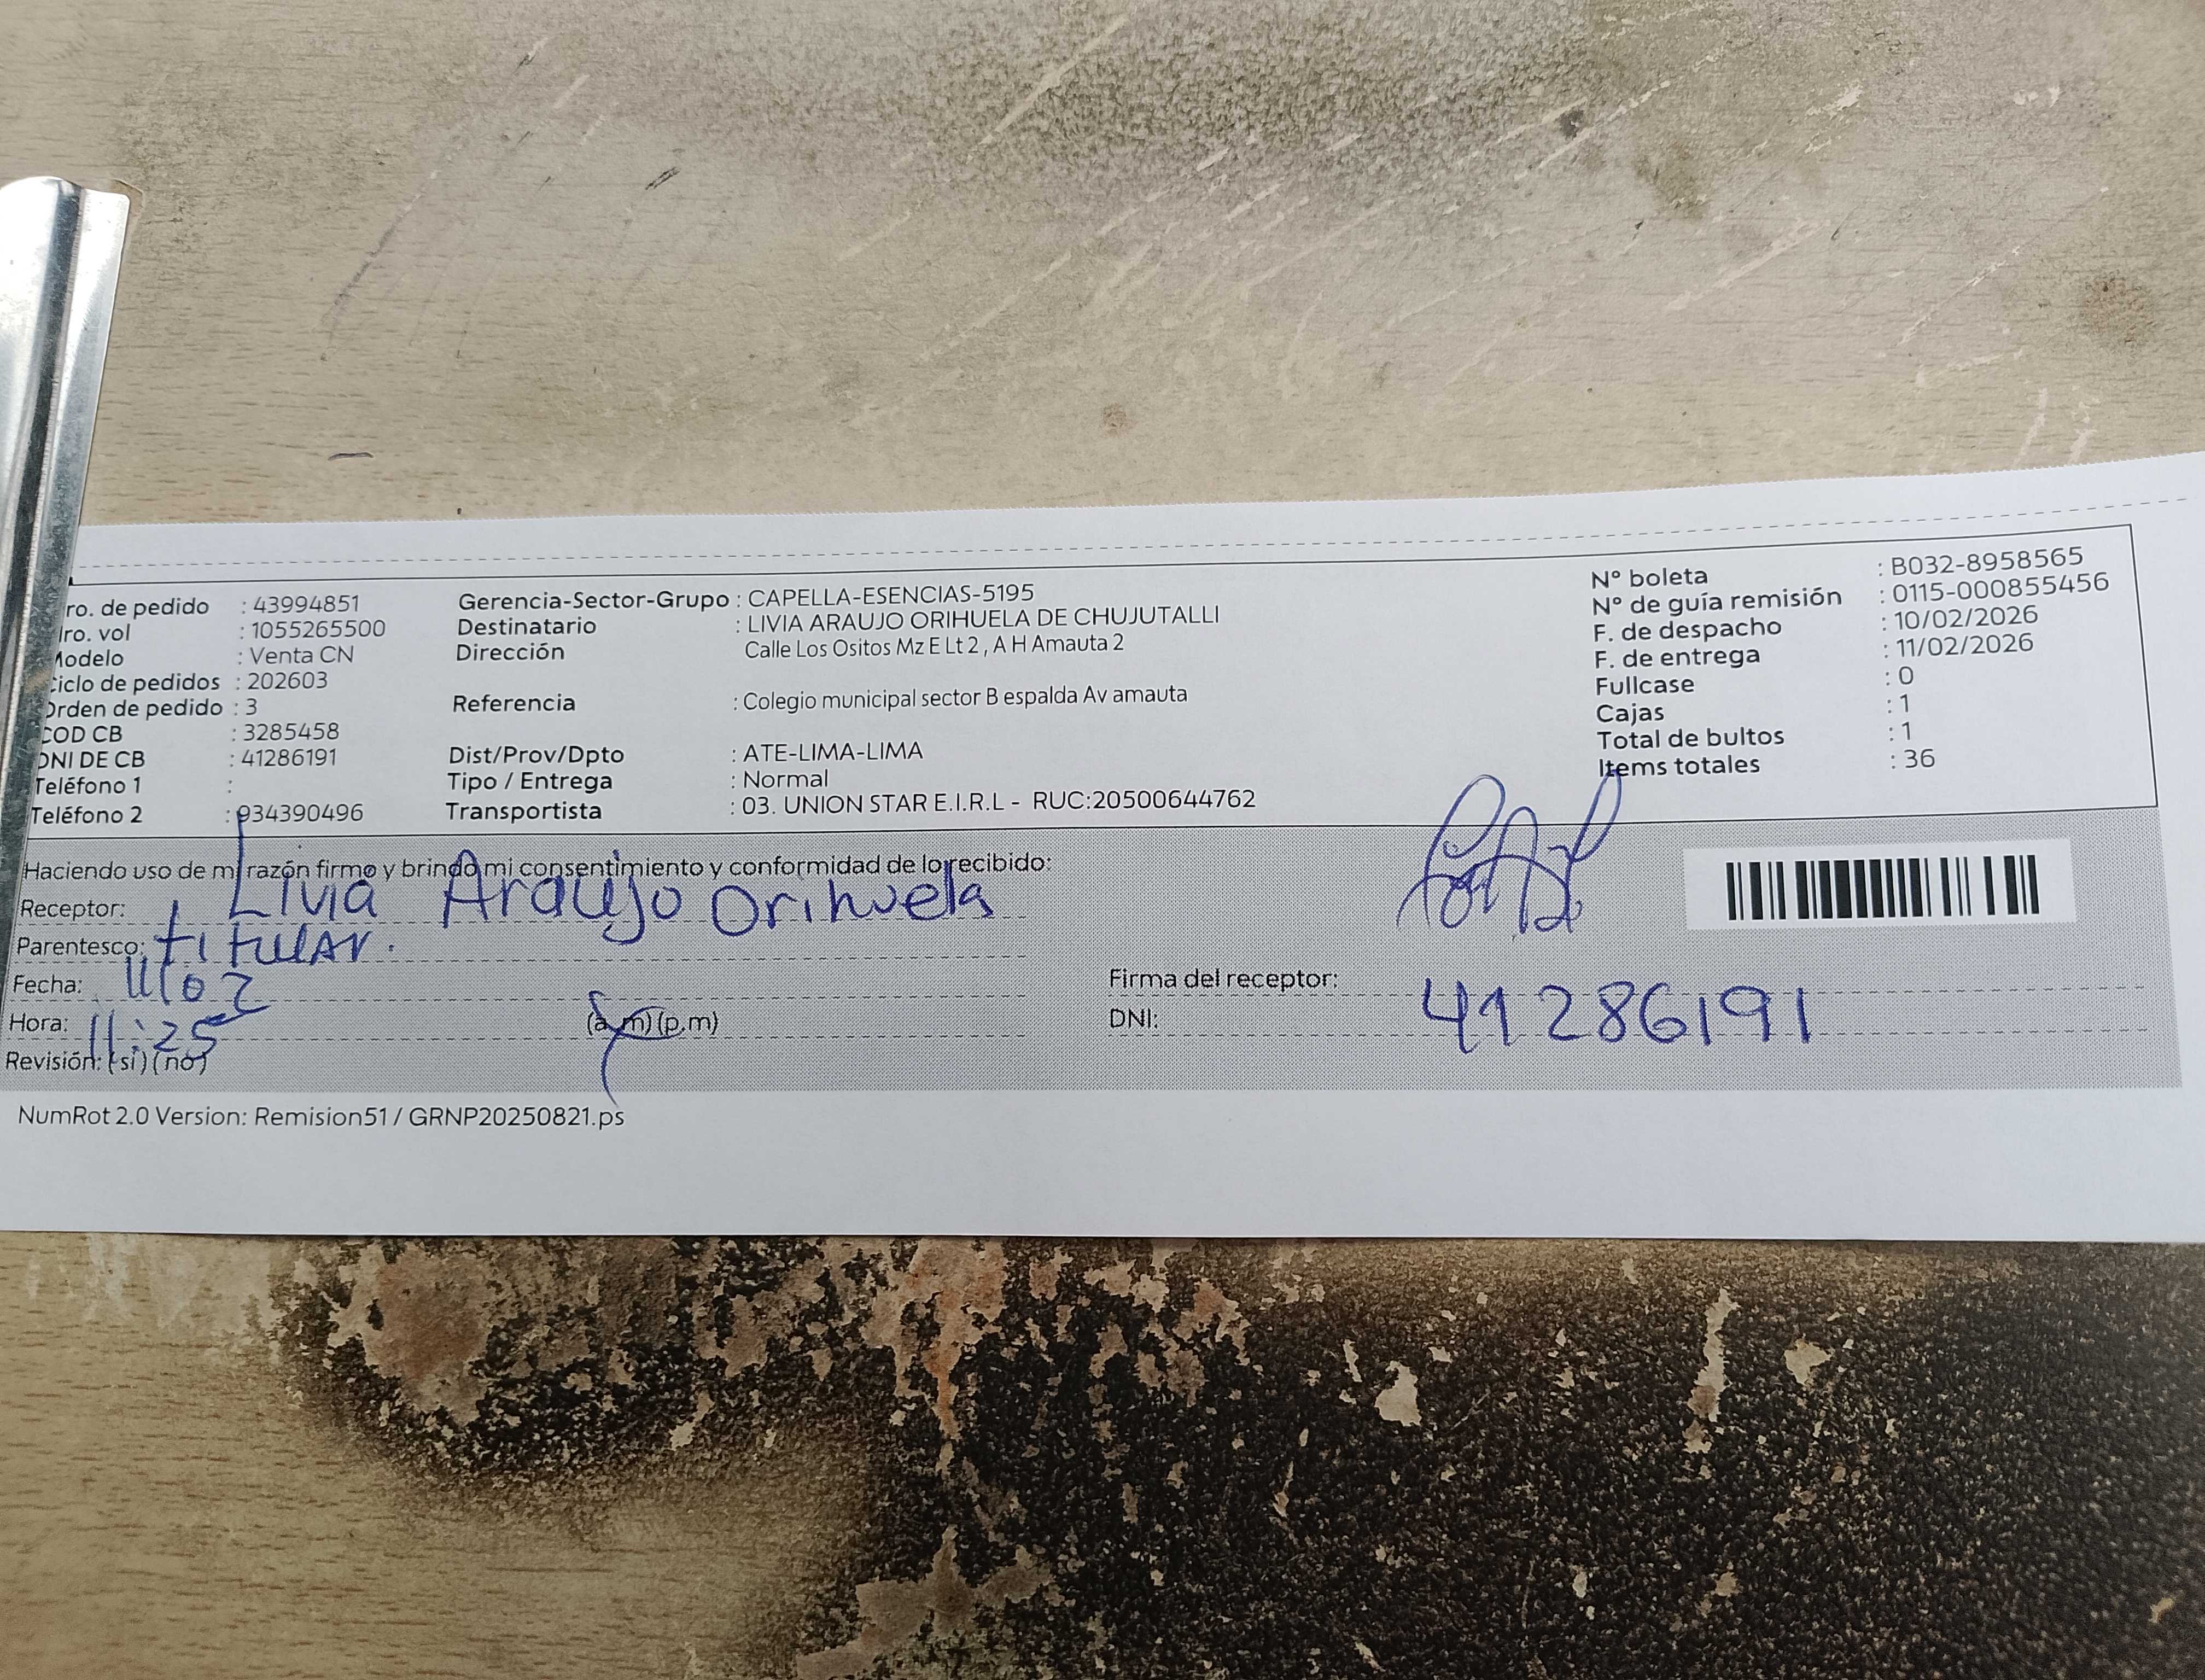 ro. de pedido : 43994851
ro. vol : 1055265500
Modelo : Venta CN
iclo de pedidos : 202603
Orden de pedido : 3
COD CB : 3285458
DNI DE CB : 41286191
Teléfono 1 :
Teléfono 2 : 934390496
Gerencia-Sector-Grupo : CAPELLA-ESENCIAS-5195
Destinatario : LIVIA ARAUJO ORIHUELA DE CHUJUTALLI
Dirección Calle Los Ositos Mz E Lt 2 , A H Amauta 2
Referencia : Colegio municipal sector B espalda Av amauta
Dist/Prov/Dpto : ATE-LIMA-LIMA
Tipo / Entrega : Normal
Transportista : 03. UNION STAR E.I.R.L - RUC:20500644762
N° boleta : B032-8958565
N° de guía remisión : 0115-000855456
F. de despacho : 10/02/2026
F. de entrega : 11/02/2026
Fullcase : 0
Cajas : 1
Total de bultos : 1
Items totales : 36
Haciendo uso de mi razón firmo y brindo mi consentimiento y conformidad de lo recibido:
Receptor: Livia Araujo Orihuela
Parentesco: titular.
Fecha: 11/02
Hora: 11:25 (a.m) (p.m)
Revisión: (si) (no)
Firma del receptor:
DNI: 41286191
NumRot 2.0 Version: Remision51 / GRNP20250821.ps